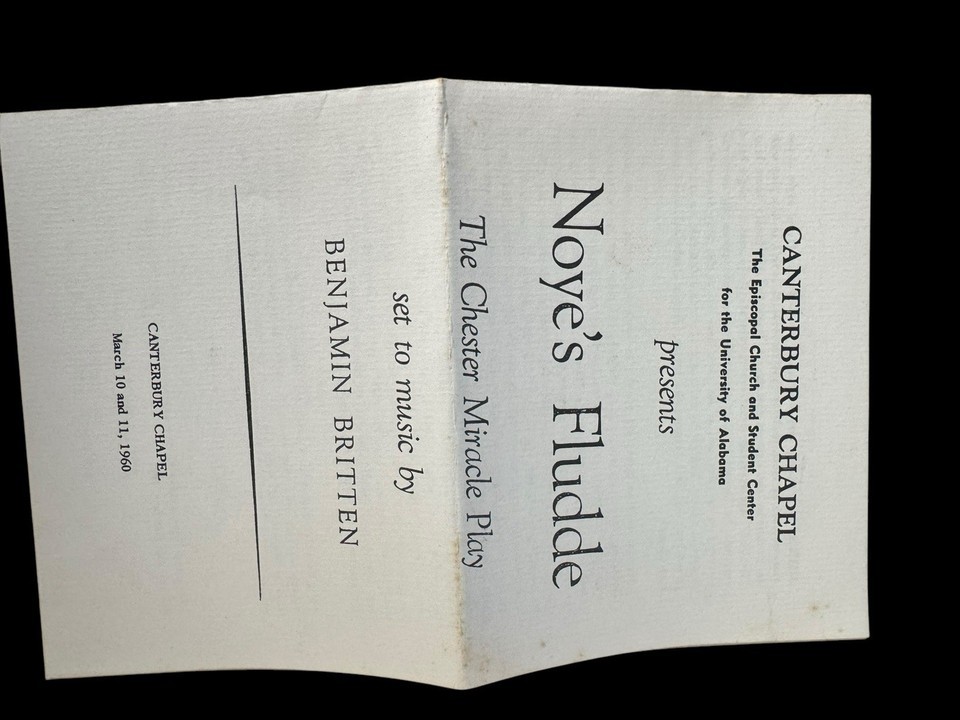 CANTERBURY CHAPEL
The Episcopal Church and Student Center
for the University of Alabama
presents
Noye's Fludde
The Chester Miracle Play
set to music by
BENJAMIN BRITTEN
CANTERBURY CHAPEL
March 10 and 11, 1960